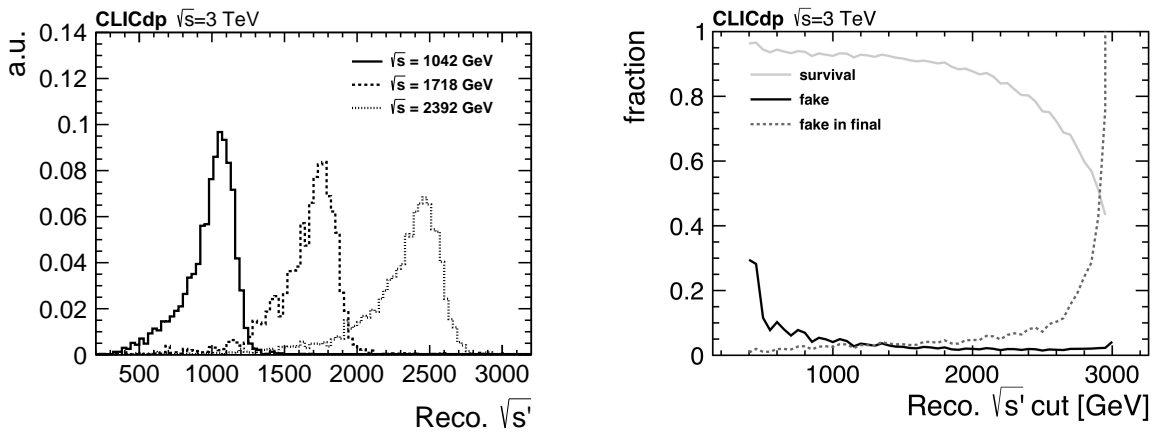 CLICdp √s=3 TeV
a.u.
0.14
0.12
0.1
0.08
0.06
0.04
0.02
0
√s = 1042 GeV
√s = 1718 GeV
√s = 2392 GeV
500 1000 1500 2000 2500 3000
Reco. √s'
CLICdp √s=3 TeV
fraction
1
0.8
0.6
0.4
0.2
0
survival
fake
fake in final
1000 2000 3000
Reco. √s' cut [GeV]